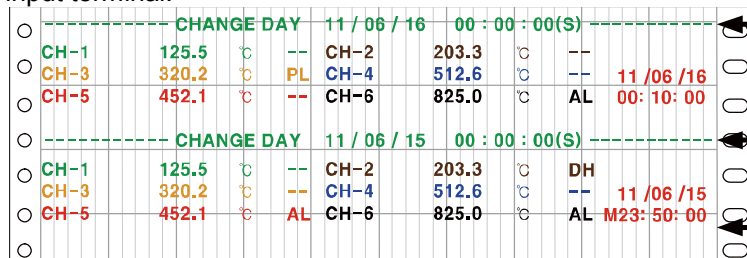 input terminal.
---------- CHANGE DAY 11 / 06 / 16 00 : 00 : 00(S) ----------
CH-1 125.5 ℃ -- CH-2 203.3 ℃ --
CH-3 320.2 ℃ PL CH-4 512.6 ℃ -- 11 /06 /16
CH-5 452.1 ℃ -- CH-6 825.0 ℃ AL 00: 10: 00
---------- CHANGE DAY 11 / 06 / 15 00 : 00 : 00(S) ----------
CH-1 125.5 ℃ -- CH-2 203.3 ℃ DH
CH-3 320.2 ℃ -- CH-4 512.6 ℃ -- 11 /06 /15
CH-5 452.1 ℃ AL CH-6 825.0 ℃ AL M23: 50: 00